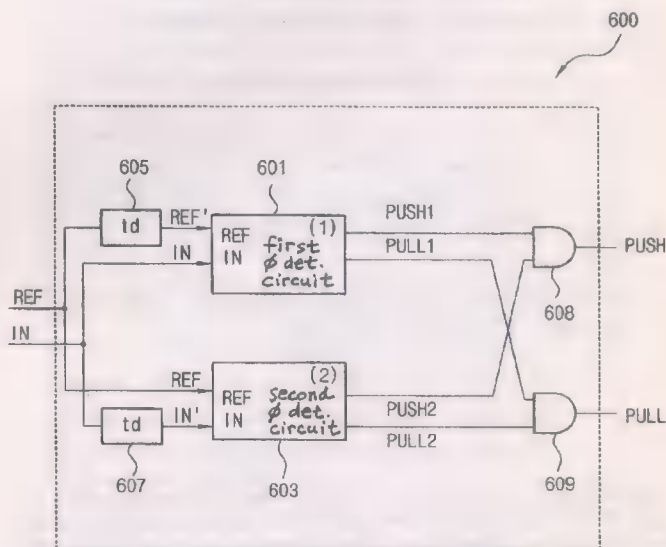 600
605
601
td
REF'
REF
IN
(1)
first
ø det.
circuit
IN
PUSH1
PULL1
PUSH
608
REF
IN
REF
IN'
td
607
REF
IN
(2)
second
ø det.
circuit
603
PUSH2
PULL2
PULL
609